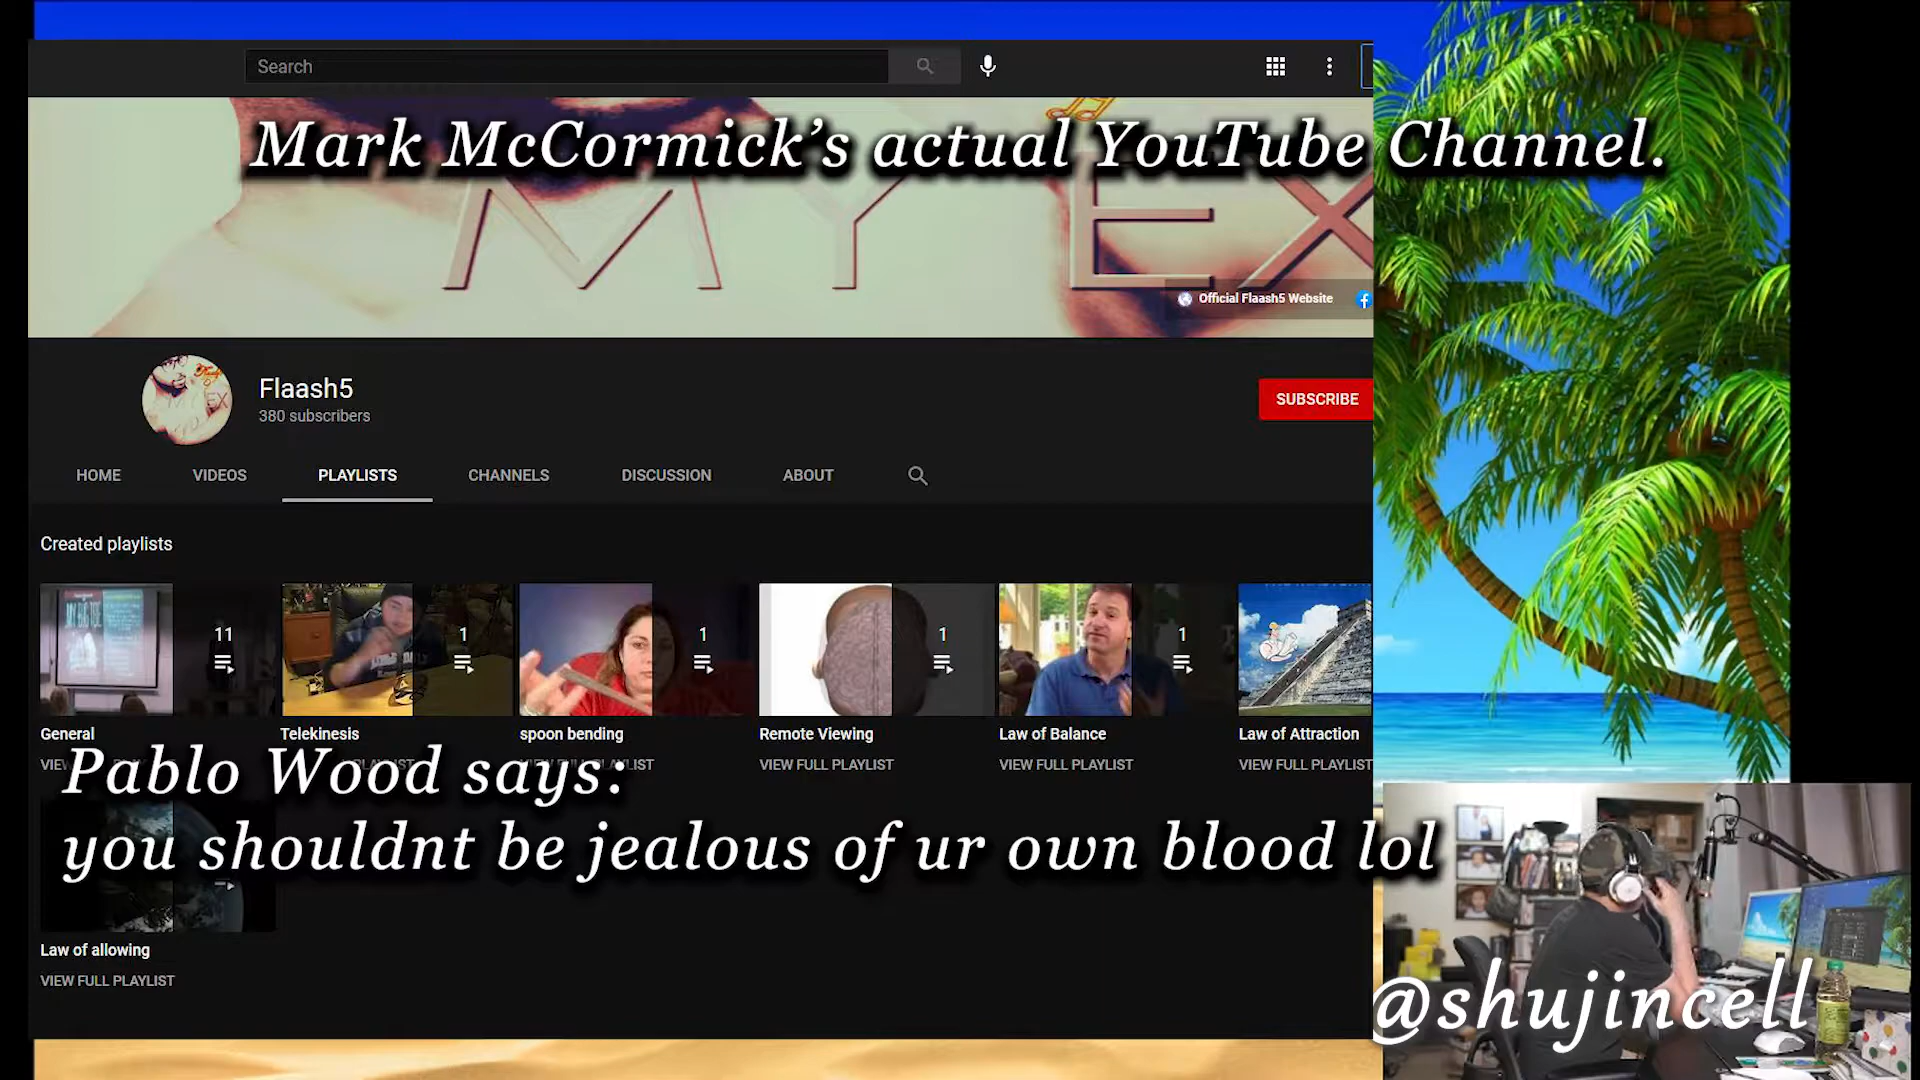 Search
Mark McCormick's actual YouTube Channel.
MY EX
Official Flaash5 Website
Flaash5
380 subscribers
SUBSCRIBE
HOME
VIDEOS
PLAYLISTS
CHANNELS
DISCUSSION
ABOUT
Created playlists
11
1
1
1
1
General
Telekinesis
spoon bending
Remote Viewing
Law of Balance
Law of Attraction
VIEW FULL PLAYLIST
VIEW FULL PLAYLIST
VIEW FULL PLAYLIST
Pablo Wood says:
you shouldnt be jealous of ur own blood lol
Law of allowing
VIEW FULL PLAYLIST
@shujincell